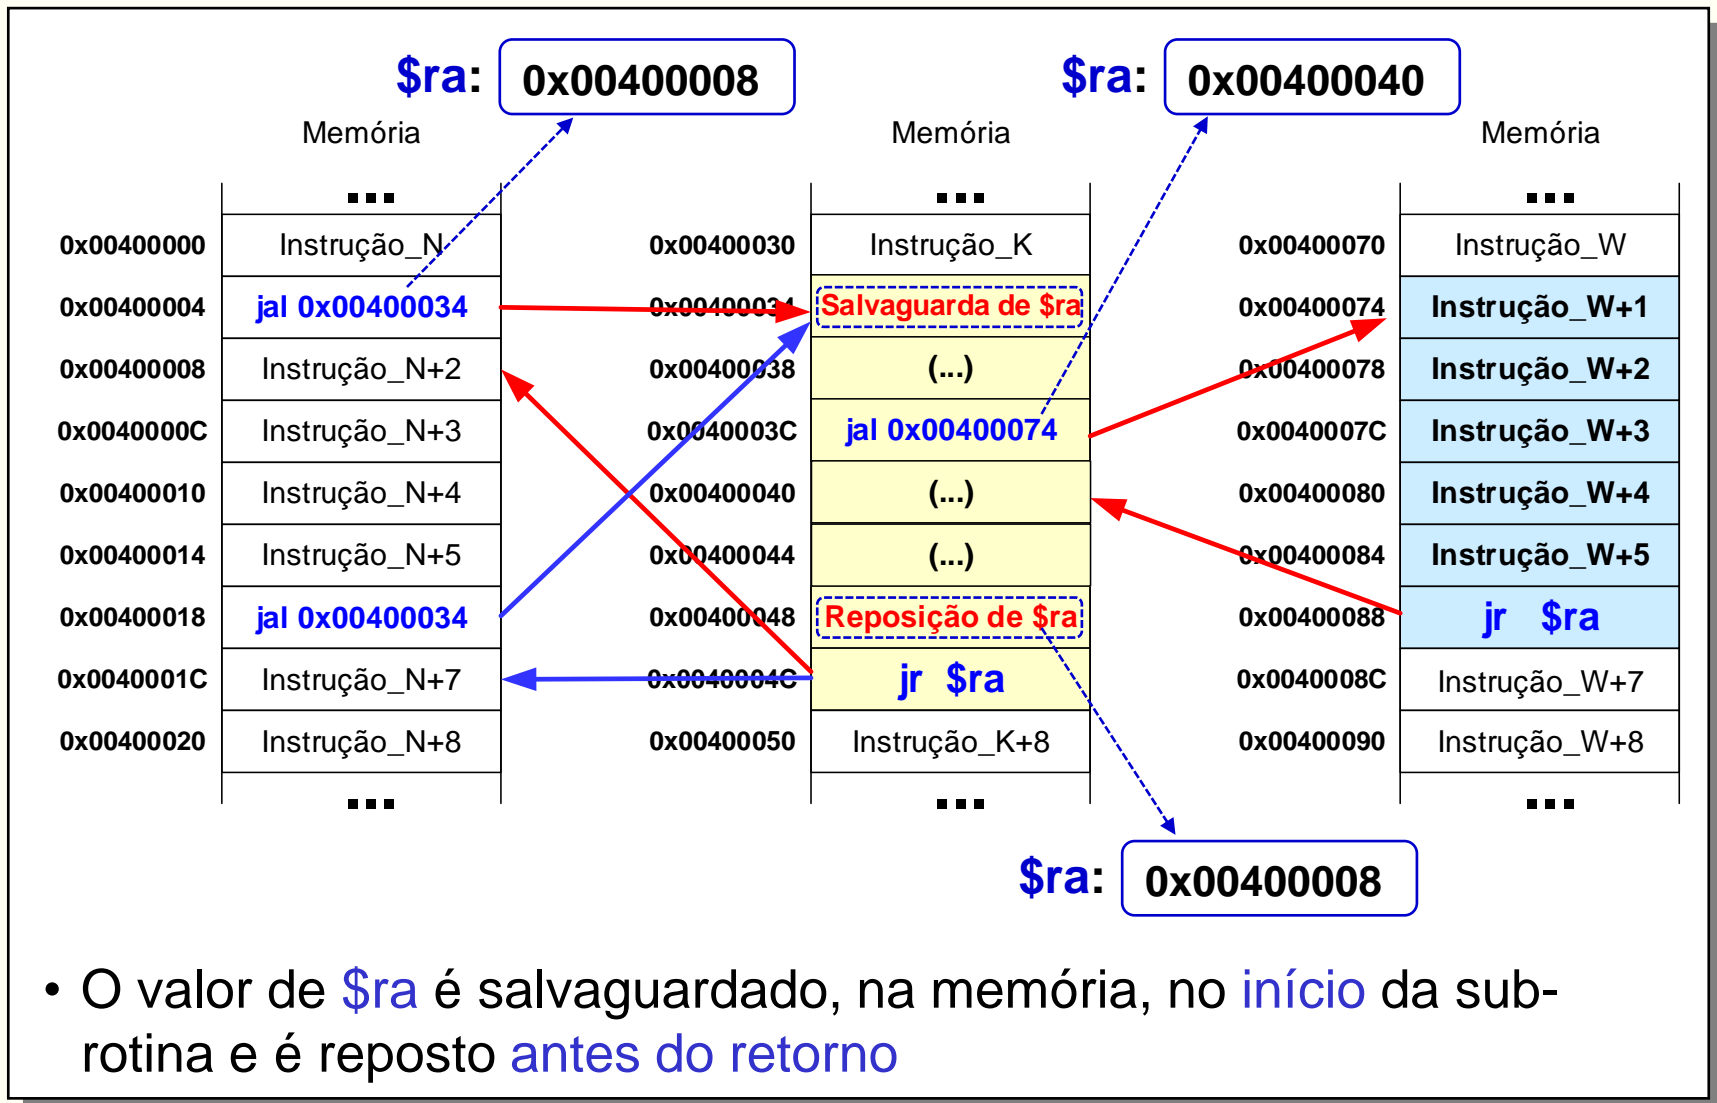 $ra: 0x00400008 $ra: 0x00400040
Memória Memória Memória
... ... ...
0x00400000 Instrução_N 0x00400030 Instrução_K 0x00400070 Instrução_W
0x00400004 jal 0x00400034 0x00400034 Salvaguarda de $ra 0x00400074 Instrução_W+1
0x00400008 Instrução_N+2 0x00400038 (...) 0x00400078 Instrução_W+2
0x0040000C Instrução_N+3 0x0040003C jal 0x00400074 0x0040007C Instrução_W+3
0x00400010 Instrução_N+4 0x00400040 (...) 0x00400080 Instrução_W+4
0x00400014 Instrução_N+5 0x00400044 (...) 0x00400084 Instrução_W+5
0x00400018 jal 0x00400034 0x00400048 Reposição de $ra 0x00400088 jr $ra
0x0040001C Instrução_N+7 0x0040004C jr $ra 0x0040008C Instrução_W+7
0x00400020 Instrução_N+8 0x00400050 Instrução_K+8 0x00400090 Instrução_W+8
... ... ...
$ra: 0x00400008
• O valor de $ra é salvaguardado, na memória, no início da sub-
rotina e é reposto antes do retorno